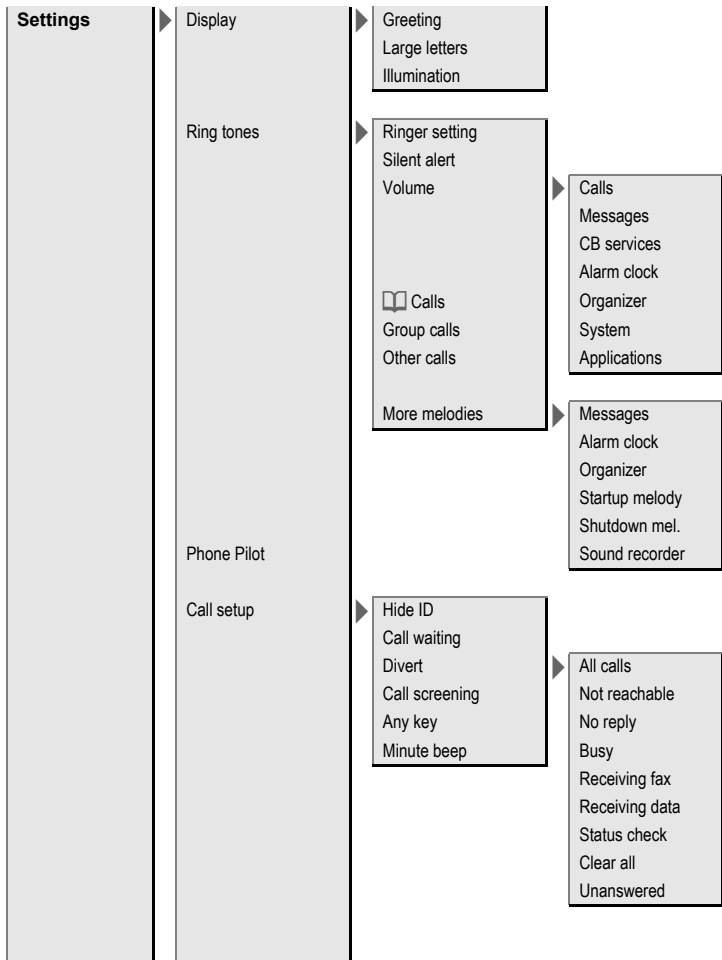 Settings
Display
Greeting
Large letters
Illumination
Ring tones
Ringer setting
Silent alert
Volume
Calls
Messages
CB services
Alarm clock
Organizer
System
Applications
Calls
Group calls
Other calls
More melodies
Messages
Alarm clock
Organizer
Startup melody
Shutdown mel.
Sound recorder
Phone Pilot
Call setup
Hide ID
Call waiting
Divert
All calls
Not reachable
No reply
Busy
Receiving fax
Receiving data
Status check
Clear all
Unanswered
Call screening
Any key
Minute beep